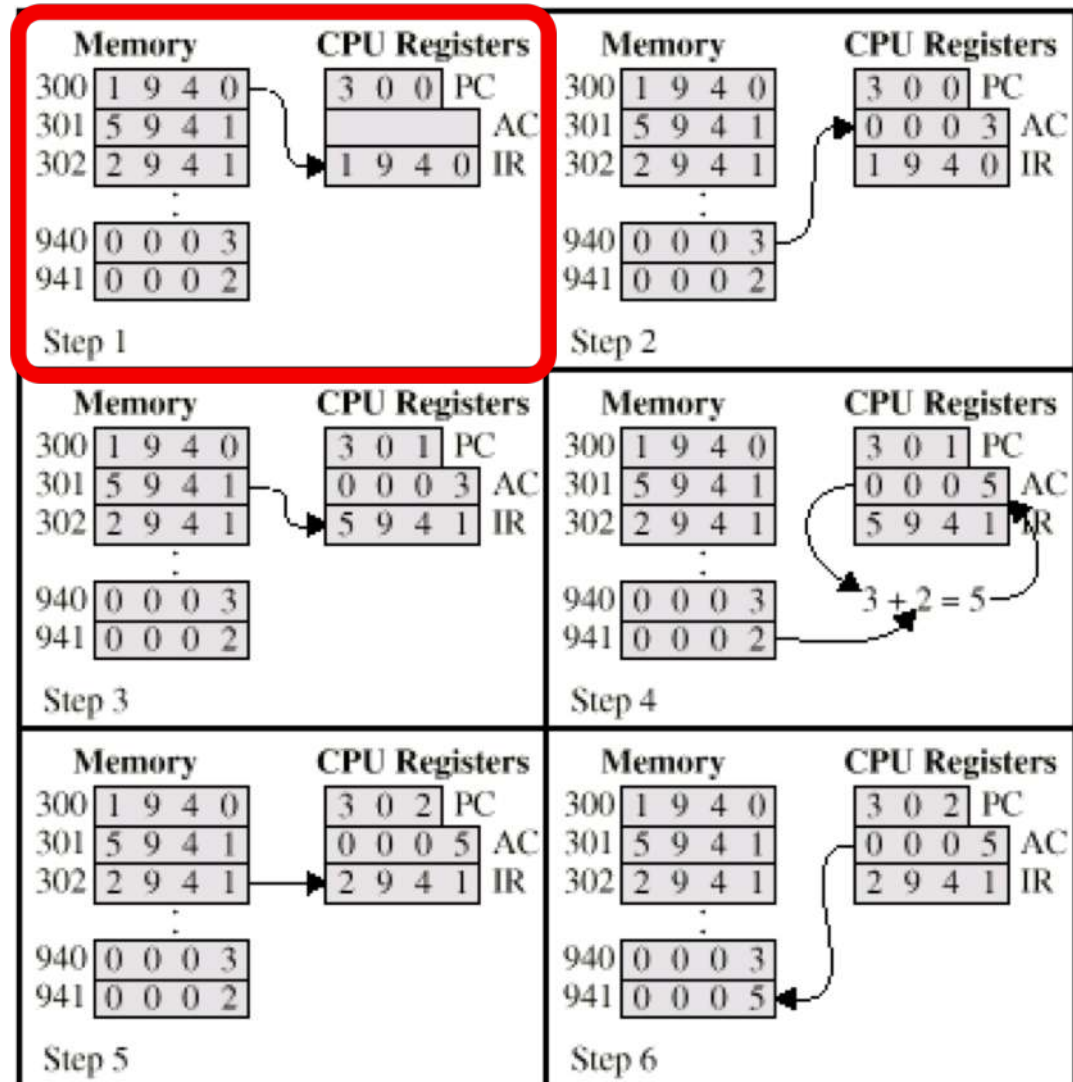 Memory CPU Registers
300 1 9 4 0 3 0 0 PC
301 5 9 4 1 AC
302 2 9 4 1 1 9 4 0 IR
940 0 0 0 3
941 0 0 0 2
Step 1
Memory CPU Registers
300 1 9 4 0 3 0 0 PC
301 5 9 4 1 0 0 0 3 AC
302 2 9 4 1 1 9 4 0 IR
940 0 0 0 3
941 0 0 0 2
Step 2
Memory CPU Registers
300 1 9 4 0 3 0 1 PC
301 5 9 4 1 0 0 0 3 AC
302 2 9 4 1 5 9 4 1 IR
940 0 0 0 3
941 0 0 0 2
Step 3
Memory CPU Registers
300 1 9 4 0 3 0 1 PC
301 5 9 4 1 0 0 0 5 AC
302 2 9 4 1 5 9 4 1 IR
940 0 0 0 3 3 + 2 = 5
941 0 0 0 2
Step 4
Memory CPU Registers
300 1 9 4 0 3 0 2 PC
301 5 9 4 1 0 0 0 5 AC
302 2 9 4 1 2 9 4 1 IR
940 0 0 0 3
941 0 0 0 2
Step 5
Memory CPU Registers
300 1 9 4 0 3 0 2 PC
301 5 9 4 1 0 0 0 5 AC
302 2 9 4 1 2 9 4 1 IR
940 0 0 0 3
941 0 0 0 5
Step 6